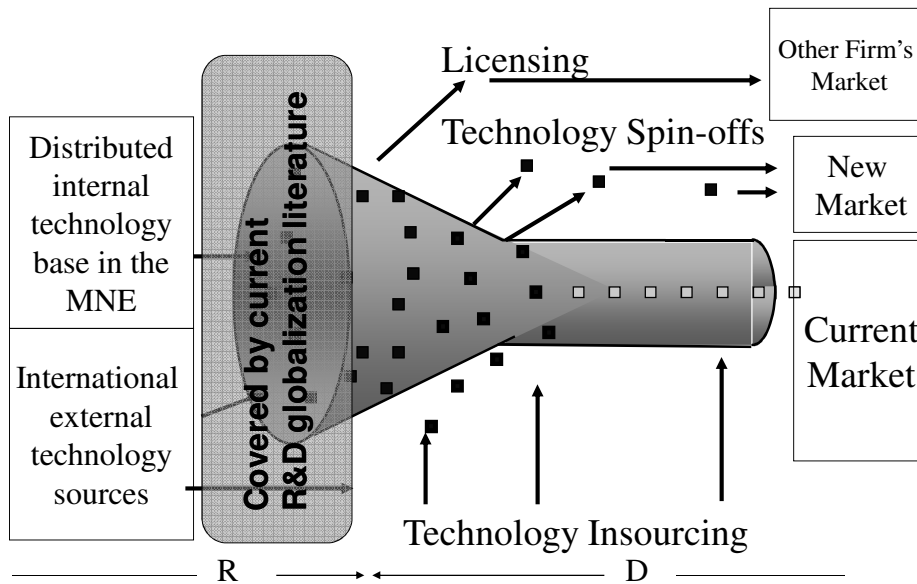 Licensing
Other Firm's
Market
Technology Spin-offs
New
Market
Distributed
internal
technology
base in the
MNE
Covered by current
R&D globalization literature
Current
Market
International
external
technology
sources
Technology Insourcing
R
D